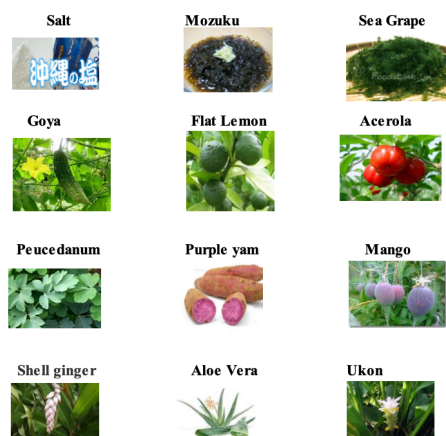 Salt
Mozuku
Sea Grape
沖縄の塩
Goya
Flat Lemon
Acerola
Peucedanum
Purple yam
Mango
Shell ginger
Aloe Vera
Ukon